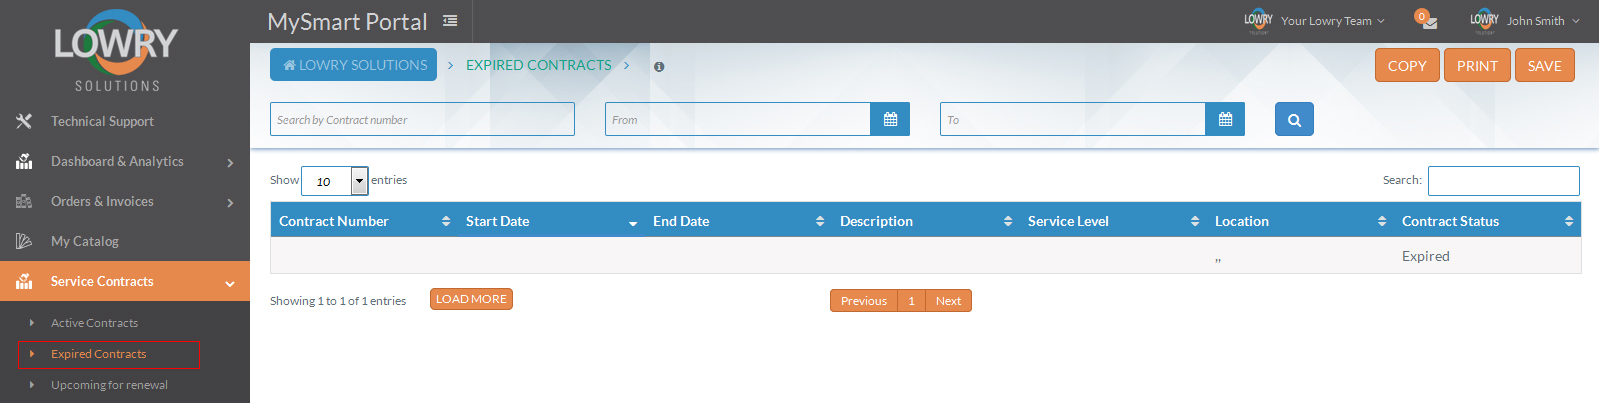 LOWRY
SOLUTIONS
Technical Support
Dashboard & Analytics
Orders & Invoices
My Catalog
Service Contracts
Active Contracts
Expired Contracts
Upcoming for renewal
MySmart Portal
LOWRY
Your Lowry Team
0
LOWRY
John Smith
LOWRY SOLUTIONS > EXPIRED CONTRACTS >
COPY PRINT SAVE
Search by Contract number From To
Show 10 entries Search:
Contract Number Start Date End Date Description Service Level Location Contract Status
,, Expired
Showing 1 to 1 of 1 entries LOAD MORE Previous 1 Next